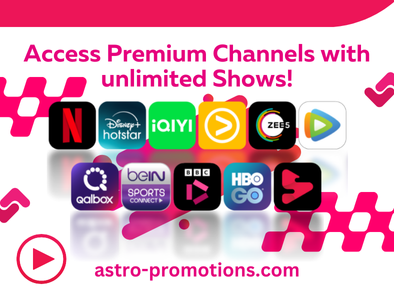 Access Premium Channels with
unlimited Shows!
N
Disney+
hotstar
iQIYI
ZEE5
qalbox
beIN
SPORTS
CONNECT
BBC
HBO
GO
astro-promotions.com